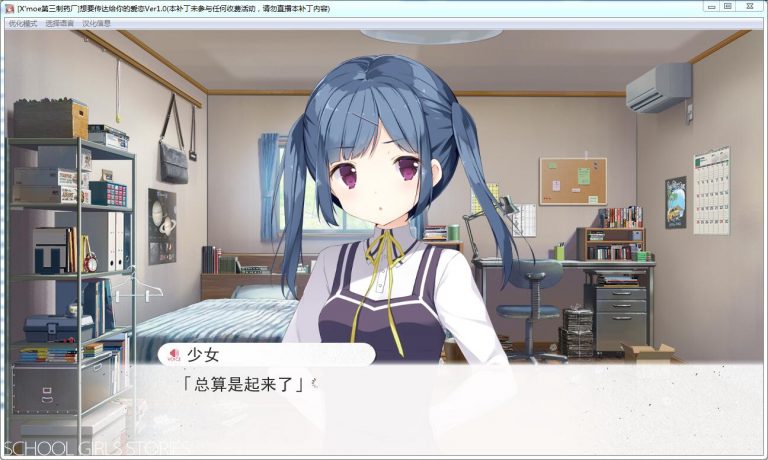 [X'moe第三制药厂]想要传达给你的爱恋Ver1.0(本补丁未参与任何收费活动，请勿直播本补丁内容)
优化模式 选择语言 汉化信息
VOICE 少女
「总算是起来了」
SCHOOL GIRLS STORIES